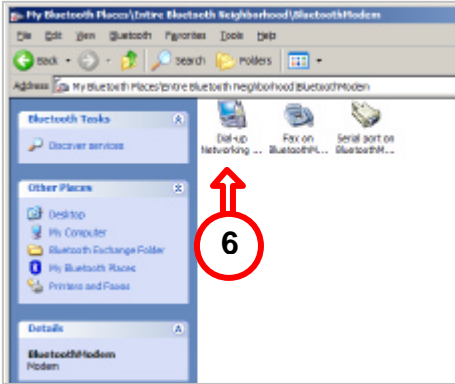 My Bluetooth Places\Entire Bluetooth Neighborhood\BluetoothModem
File Edit View Bluetooth Favorites Tools Help
Back Search Folders
Address My Bluetooth Places\Entire Bluetooth Neighborhood\BluetoothModem
Bluetooth Tasks
Discover services
Other Places
Desktop
My Computer
Bluetooth Exchange Folder
My Bluetooth Places
Printers and Faxes
Details
BluetoothModem
Modem
Dial-up
Networking ...
Fax on
BluetoothM...
Serial port on
BluetoothM...
6